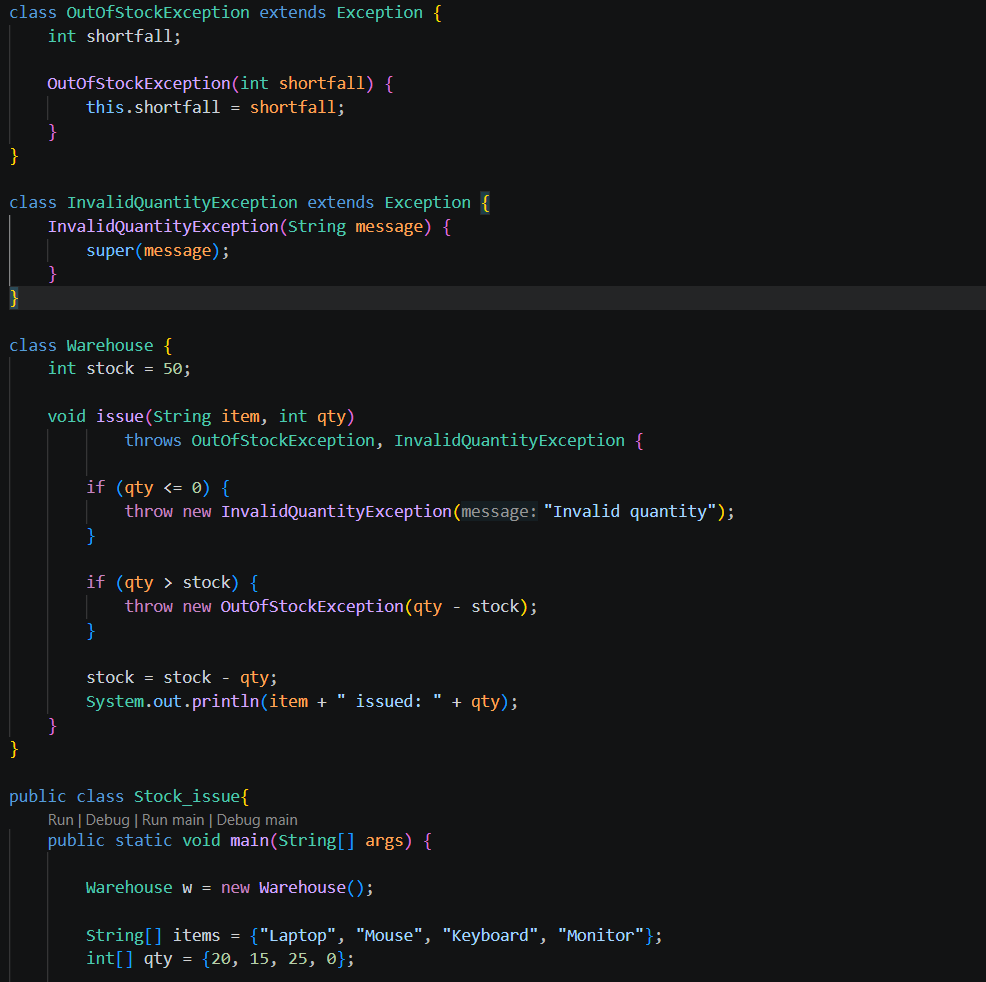 class OutOfStockException extends Exception {
    int shortfall;

    OutOfStockException(int shortfall) {
        this.shortfall = shortfall;
    }
}

class InvalidQuantityException extends Exception {
    InvalidQuantityException(String message) {
        super(message);
    }
}

class Warehouse {
    int stock = 50;

    void issue(String item, int qty)
            throws OutOfStockException, InvalidQuantityException {

        if (qty <= 0) {
            throw new InvalidQuantityException(message: "Invalid quantity");
        }

        if (qty > stock) {
            throw new OutOfStockException(qty - stock);
        }

        stock = stock - qty;
        System.out.println(item + " issued: " + qty);
    }
}

public class Stock_issue{
    Run | Debug | Run main | Debug main
    public static void main(String[] args) {

        Warehouse w = new Warehouse();

        String[] items = {"Laptop", "Mouse", "Keyboard", "Monitor"};
        int[] qty = {20, 15, 25, 0};